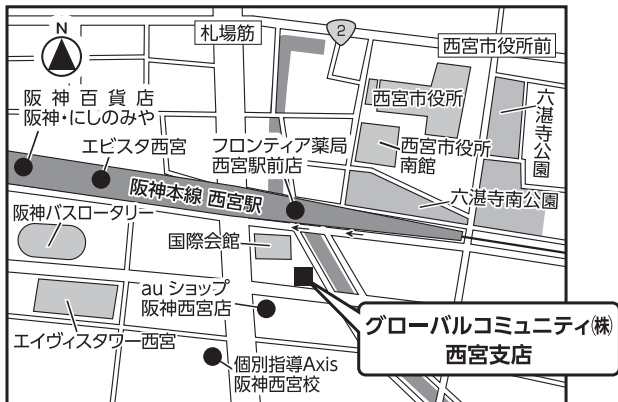 N
札場筋
2
西宮市役所前
阪神百貨店
阪神・にしのみや
西宮市役所
六湛寺公園
エビスタ西宮
フロンティア薬局
西宮駅前店
西宮市役所
南館
阪神本線 西宮駅
六湛寺南公園
阪神バスロータリー
国際会館
auショップ
阪神西宮店
グローバルコミュニティ㈱
西宮支店
エイヴィスタワー西宮
個別指導Axis
阪神西宮校